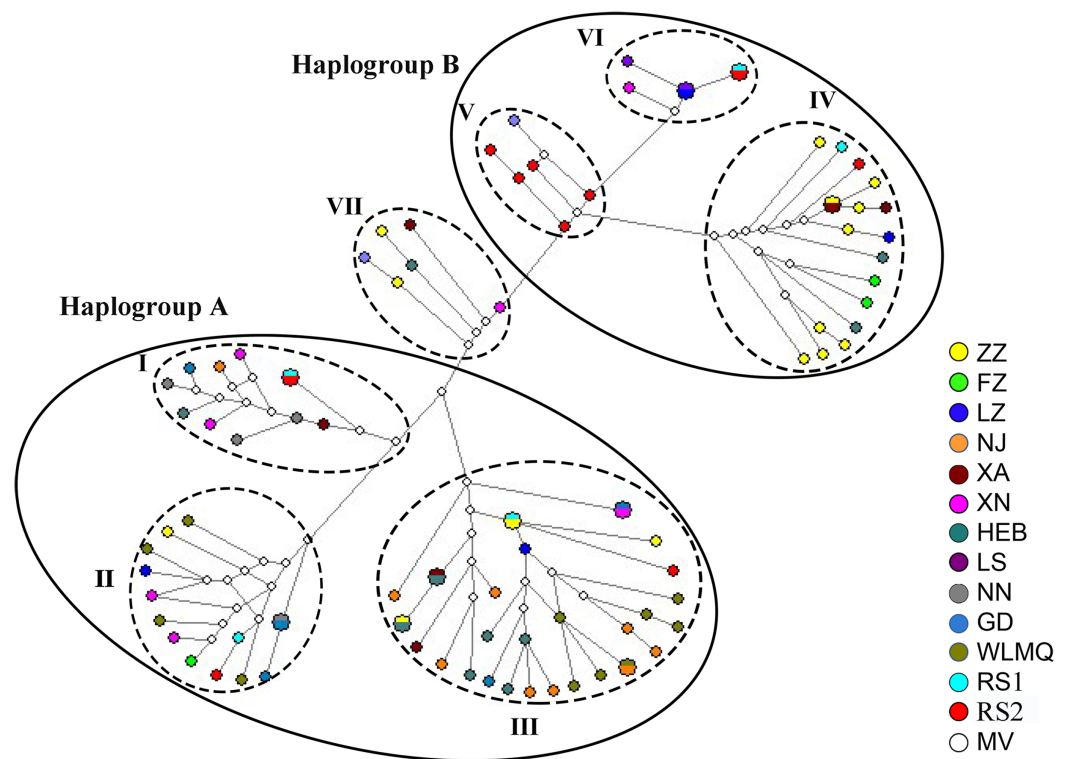 VI
Haplogroup B
IV
V
VII
Haplogroup A
I
II
III
ZZ
FZ
LZ
NJ
XA
XN
HEB
LS
NN
GD
WLMQ
RS1
RS2
MV